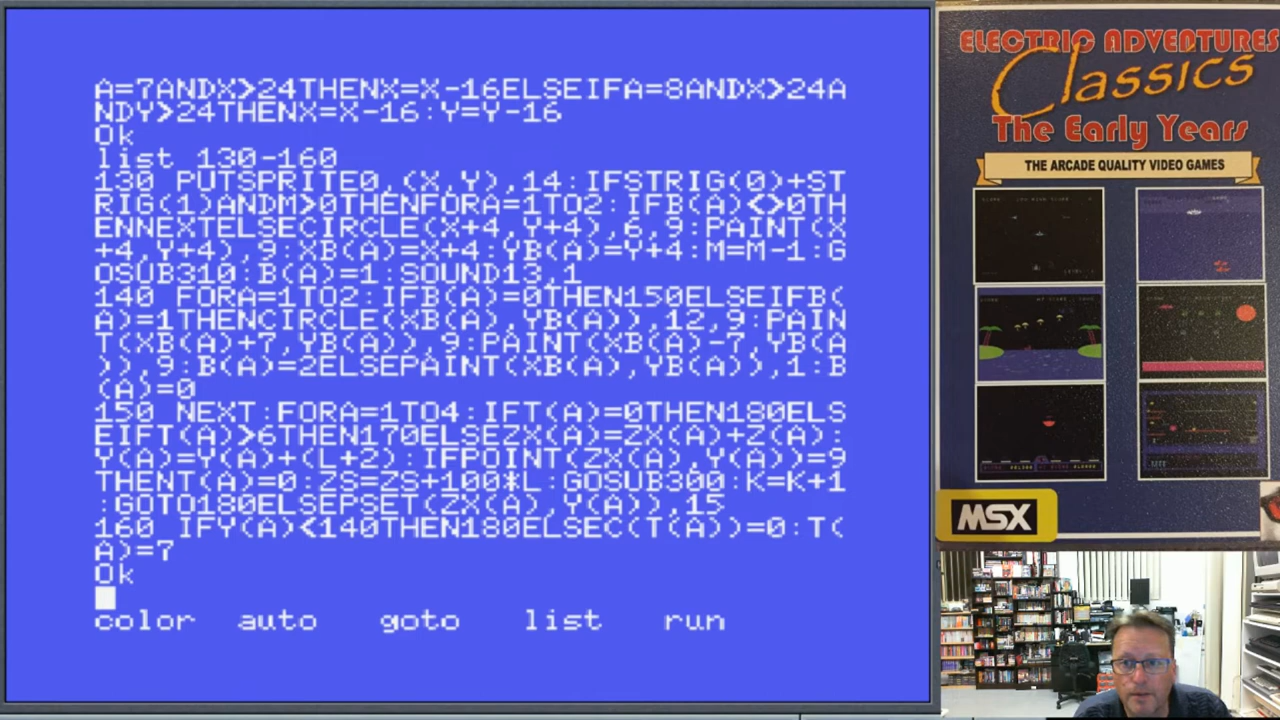 A=7ANDX>24THENX=X-16ELSEIFA=8ANDX>24A
NDY>24THENX=X-16:Y=Y-16
Ok
list 130-160
130 PUTSPRITE0,(X,Y),14:IFSTRIG(0)+ST
RIG(1)ANDM>0THENFORA=1TO2:IFB(A)<>0TH
ENNEXTELSECIRCLE(X+4,Y+4),6,9:PAINT(X
+4,Y+4),9:XB(A)=X+4:YB(A)=Y+4:M=M-1:G
OSUB310:B(A)=1:SOUND13,1
140 FORA=1TO2:IFB(A)=0THEN150ELSEIFB(
A)=1THENCIRCLE(XB(A),YB(A)),12,9:PAIN
T(XB(A)+7,YB(A)),9:PAINT(XB(A)-7,YB(A
)),9:B(A)=2ELSEPAINT(XB(A),YB(A)),1:B
(A)=0
150 NEXT:FORA=1TO4:IFT(A)=0THEN180ELS
EIFT(A)>6THEN170ELSEZX(A)=ZX(A)+Z(A):
Y(A)=Y(A)+(L+2):IFPOINT(ZX(A),Y(A))=9
THENT(A)=0:ZS=ZS+100*L:GOSUB300:K=K+1
:GOTO180ELSEPSET(ZX(A),Y(A)),15
160 IFY(A)<140THEN180ELSEC(T(A))=0:T(
A)=7
Ok
color auto goto list run
ELECTRIC ADVENTURES
Classics
The Early Years
THE ARCADE QUALITY VIDEO GAMES
MSX